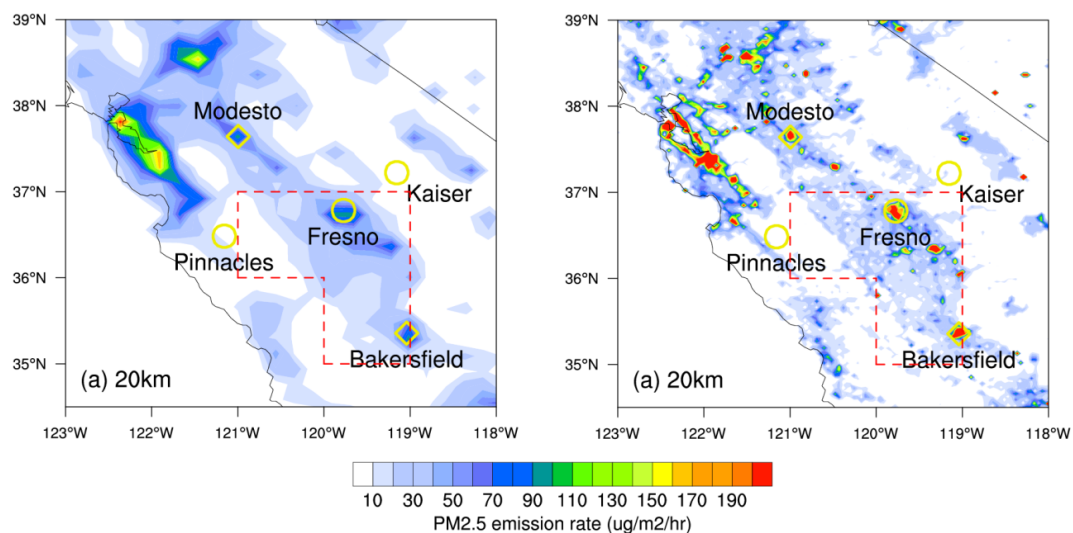 39°N
38°N
37°N
36°N
35°N
Modesto
Kaiser
Fresno
Pinnacles
Bakersfield
(a) 20km
123°W 122°W 121°W 120°W 119°W 118°W
39°N
38°N
37°N
36°N
35°N
Modesto
Kaiser
Fresno
Pinnacles
Bakersfield
(a) 20km
123°W 122°W 121°W 120°W 119°W 118°W
10 30 50 70 90 110 130 150 170 190
PM2.5 emission rate (ug/m2/hr)